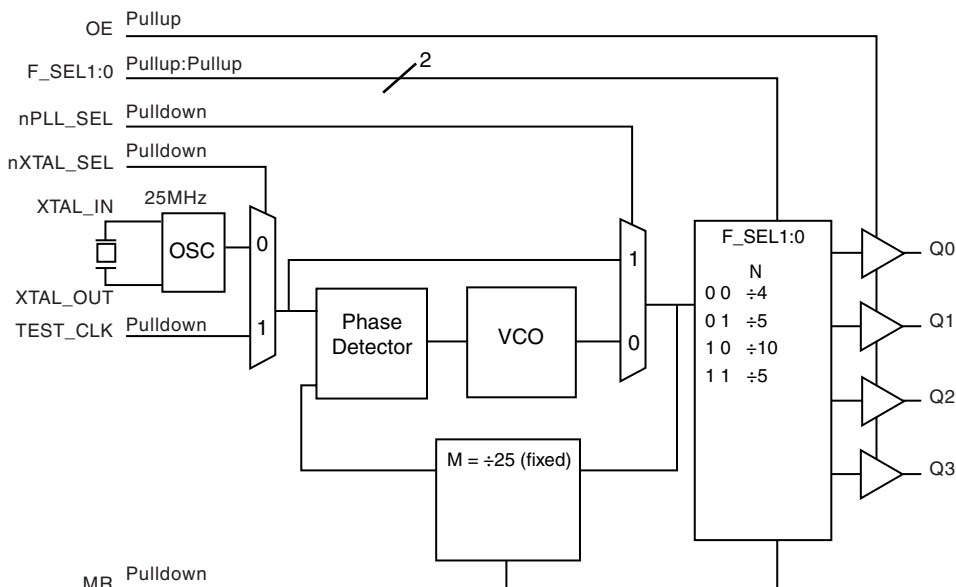 OE Pullup
F_SEL1:0 Pullup:Pullup 2
nPLL_SEL Pulldown
nXTAL_SEL Pulldown
XTAL_IN 25MHz
OSC
XTAL_OUT
TEST_CLK Pulldown
0
1
Phase
Detector
VCO
1
0
M = ÷25 (fixed)
F_SEL1:0
N
0 0 ÷4
0 1 ÷5
1 0 ÷10
1 1 ÷5
Q0
Q1
Q2
Q3
MR Pulldown